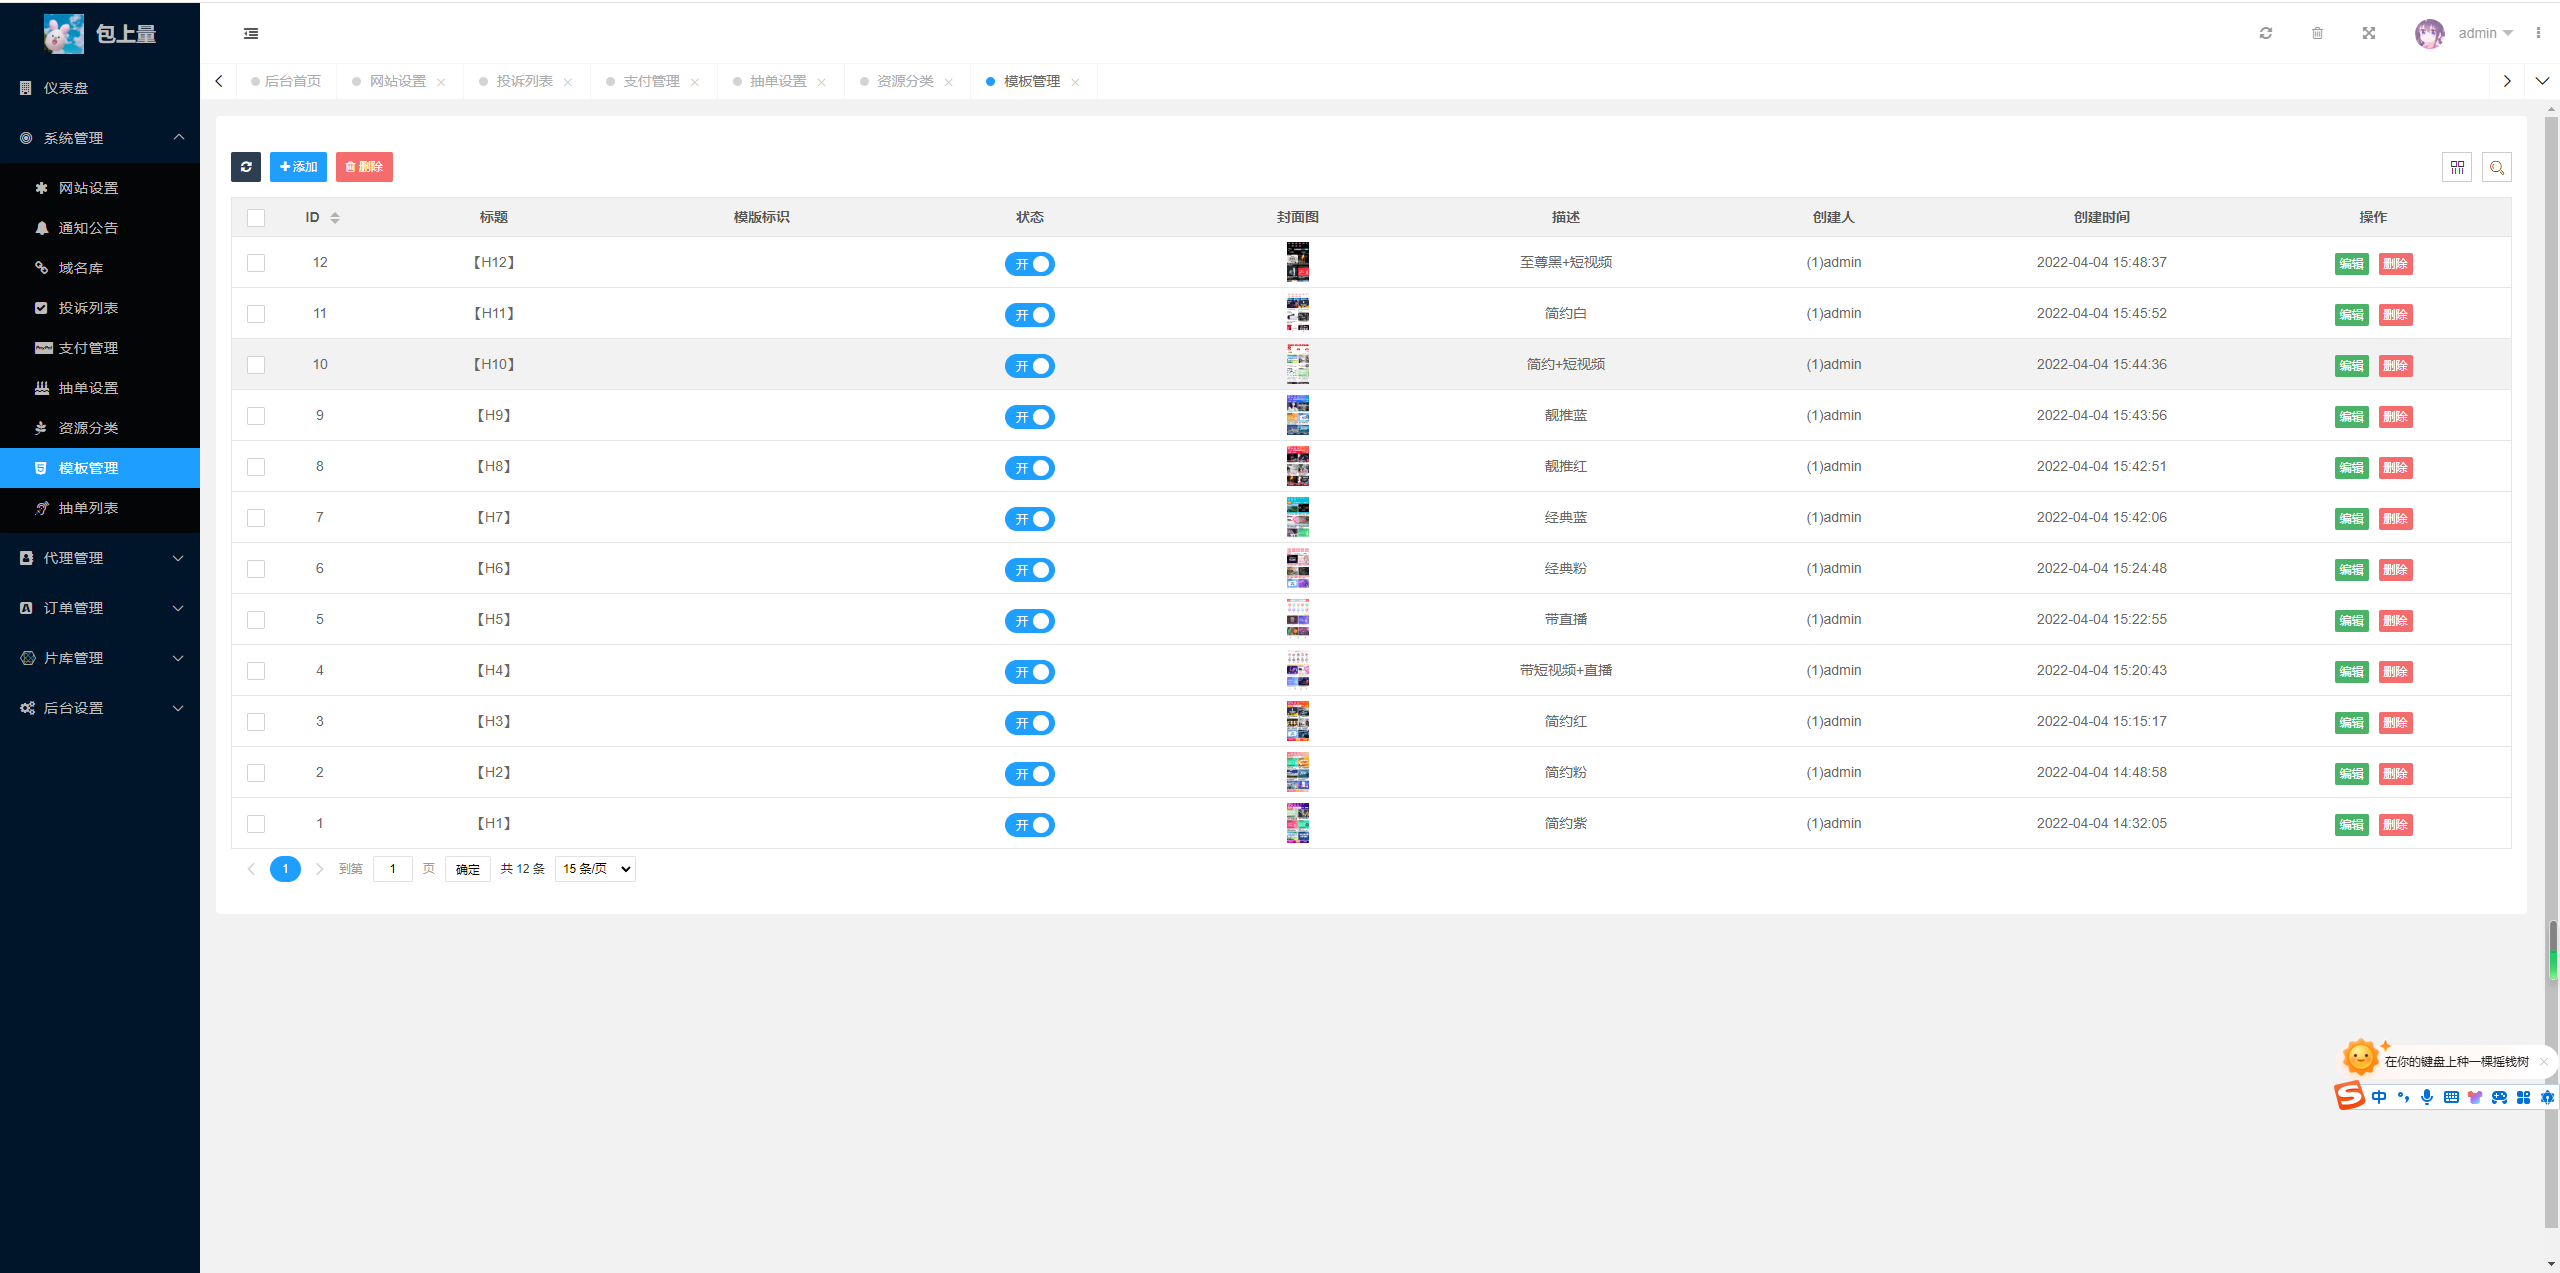 包上量
admin
仪表盘
系统管理
网站设置
通知公告
域名库
投诉列表
支付管理
抽单设置
资源分类
模板管理
抽单列表
代理管理
订单管理
片库管理
后台设置
后台首页 网站设置 投诉列表 支付管理 抽单设置 资源分类 模板管理
添加 删除
ID 标题 模版标识 状态 封面图 描述 创建人 创建时间 操作
12 【H12】 开 至尊黑+短视频 (1)admin 2022-04-04 15:48:37 编辑 删除
11 【H11】 开 简约白 (1)admin 2022-04-04 15:45:52 编辑 删除
10 【H10】 开 简约+短视频 (1)admin 2022-04-04 15:44:36 编辑 删除
9 【H9】 开 靓推蓝 (1)admin 2022-04-04 15:43:56 编辑 删除
8 【H8】 开 靓推红 (1)admin 2022-04-04 15:42:51 编辑 删除
7 【H7】 开 经典蓝 (1)admin 2022-04-04 15:42:06 编辑 删除
6 【H6】 开 经典粉 (1)admin 2022-04-04 15:24:48 编辑 删除
5 【H5】 开 带直播 (1)admin 2022-04-04 15:22:55 编辑 删除
4 【H4】 开 带短视频+直播 (1)admin 2022-04-04 15:20:43 编辑 删除
3 【H3】 开 简约红 (1)admin 2022-04-04 15:15:17 编辑 删除
2 【H2】 开 简约粉 (1)admin 2022-04-04 14:48:58 编辑 删除
1 【H1】 开 简约紫 (1)admin 2022-04-04 14:32:05 编辑 删除
1 到第 1 页 确定 共 12 条 15 条/页
在你的键盘上种一棵摇钱树
中